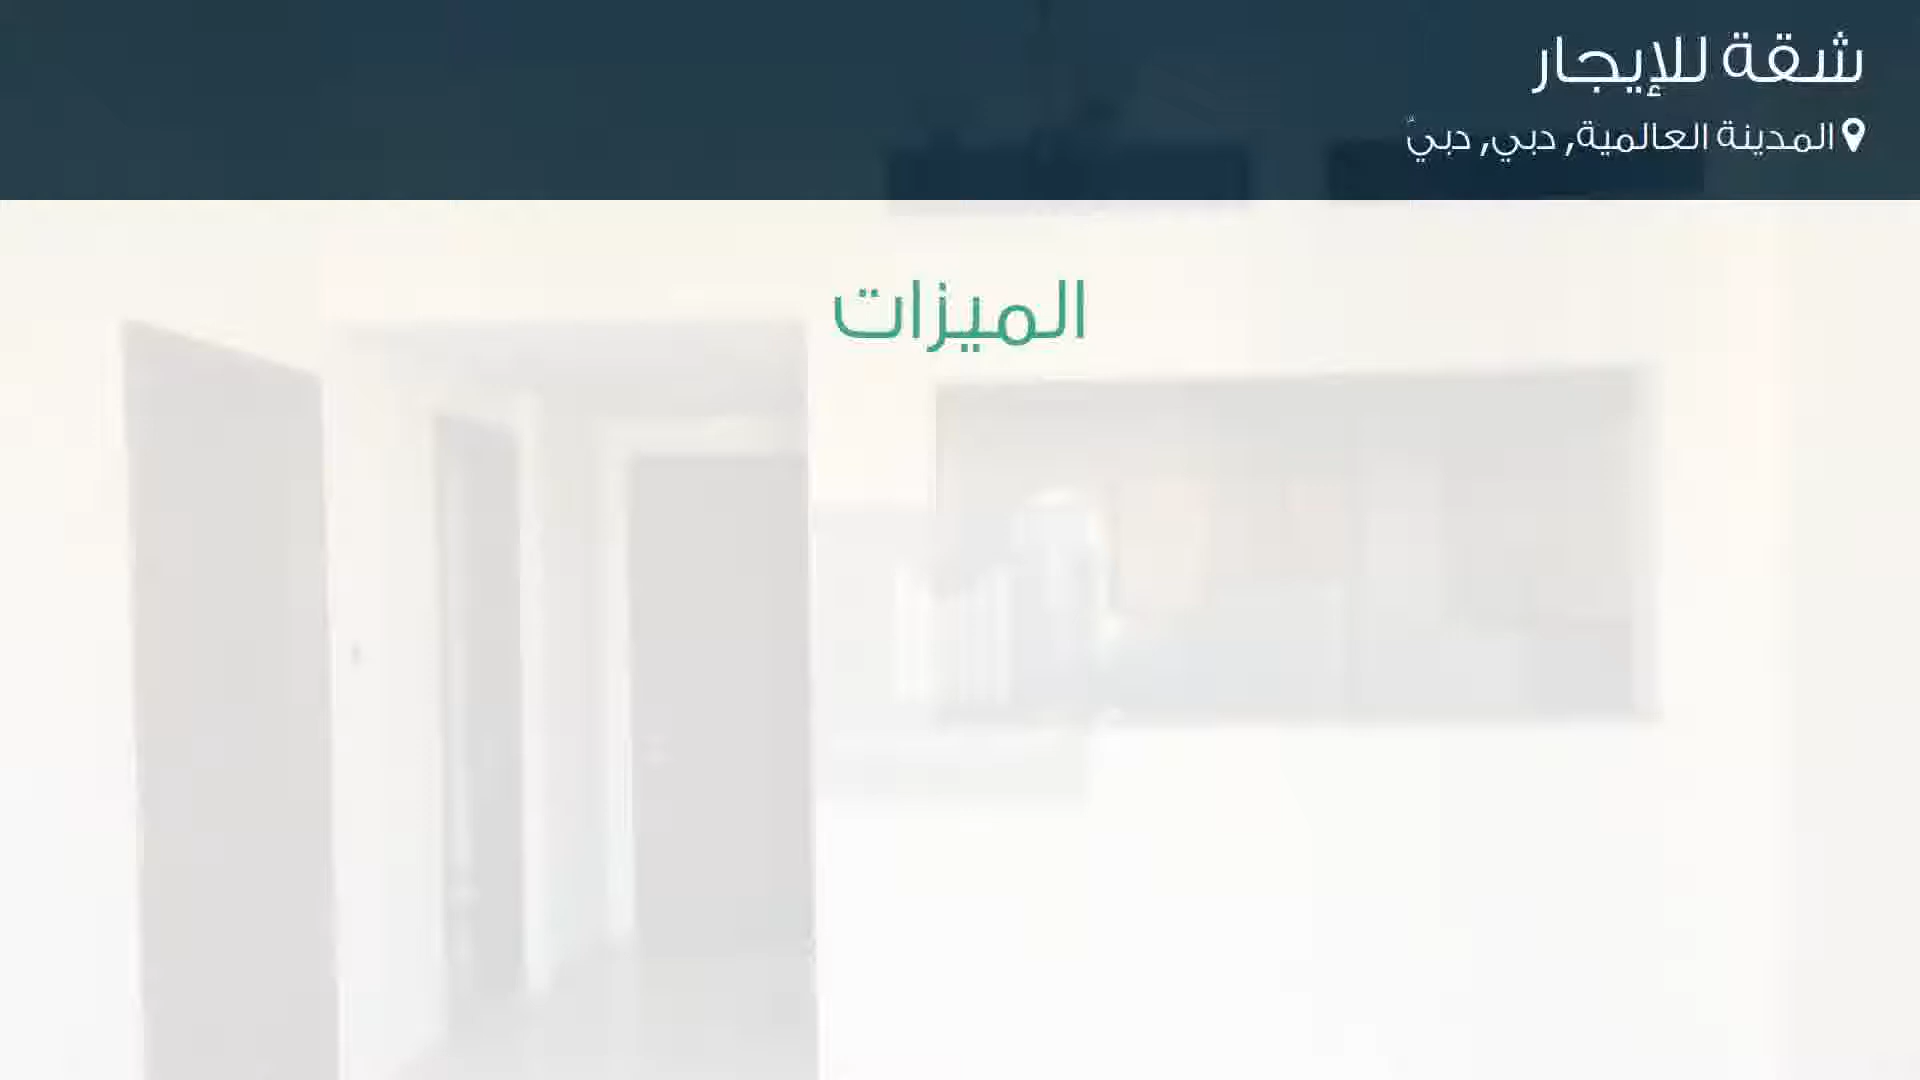 شقة للإيجار
المدينة العالمية, دبي, دبيّ
الميزات